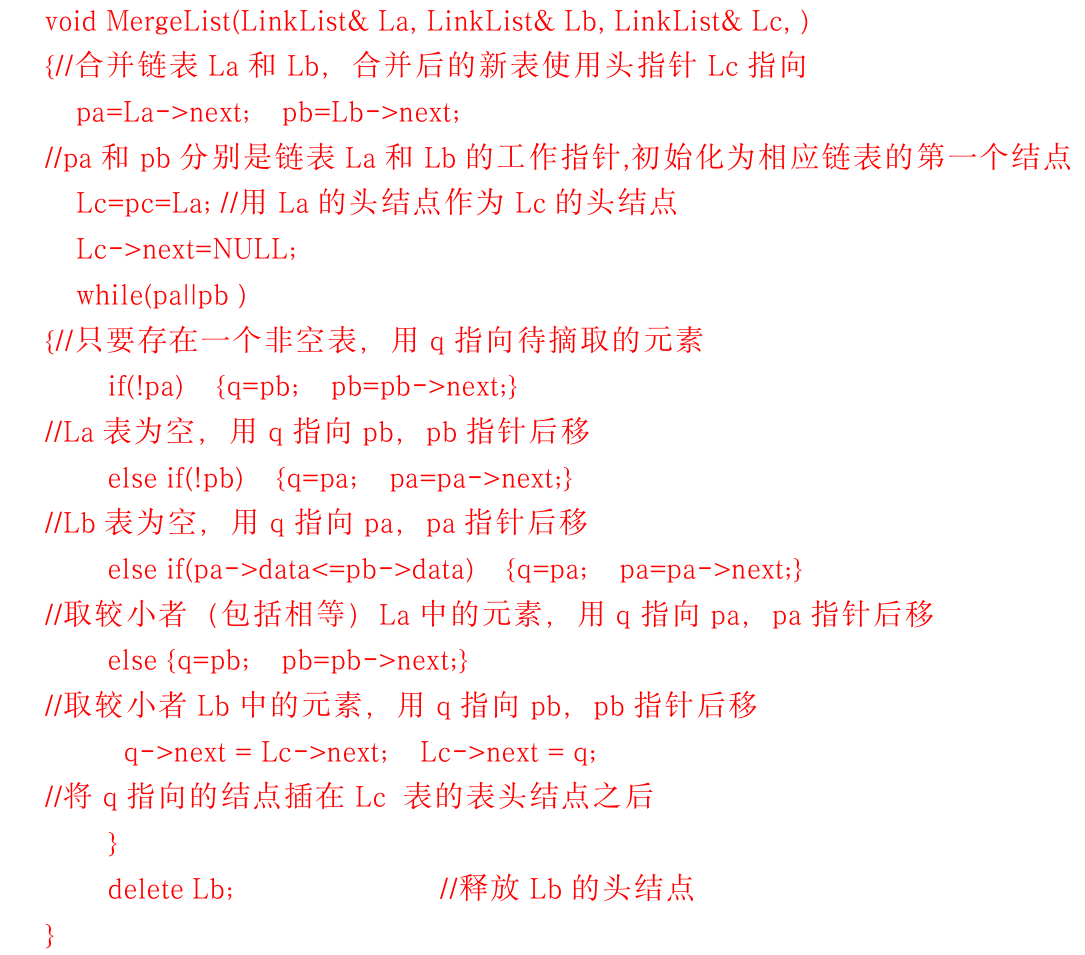 void MergeList(LinkList& La, LinkList& Lb, LinkList& Lc, )
{//合并链表 La 和 Lb，合并后的新表使用头指针 Lc 指向
pa=La->next; pb=Lb->next;
//pa 和 pb 分别是链表 La 和 Lb 的工作指针,初始化为相应链表的第一个结点
Lc=pc=La; //用 La 的头结点作为 Lc 的头结点
Lc->next=NULL;
while(pa||pb )
{//只要存在一个非空表，用 q 指向待摘取的元素
if(!pa) {q=pb; pb=pb->next;}
//La 表为空，用 q 指向 pb，pb 指针后移
else if(!pb) {q=pa; pa=pa->next;}
//Lb 表为空，用 q 指向 pa，pa 指针后移
else if(pa->data<=pb->data) {q=pa; pa=pa->next;}
//取较小者（包括相等）La 中的元素，用 q 指向 pa，pa 指针后移
else {q=pb; pb=pb->next;}
//取较小者 Lb 中的元素，用 q 指向 pb，pb 指针后移
q->next = Lc->next; Lc->next = q;
//将 q 指向的结点插在 Lc 表的表头结点之后
}
delete Lb; //释放 Lb 的头结点
}